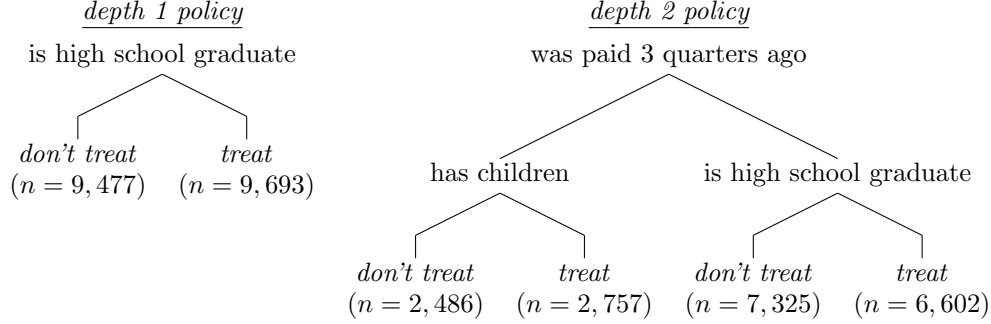 depth 1 policy
is high school graduate
don't treat
(n = 9, 477)
treat
(n = 9, 693)
depth 2 policy
was paid 3 quarters ago
has children
is high school graduate
don't treat
(n = 2, 486)
treat
(n = 2, 757)
don't treat
(n = 7, 325)
treat
(n = 6, 602)